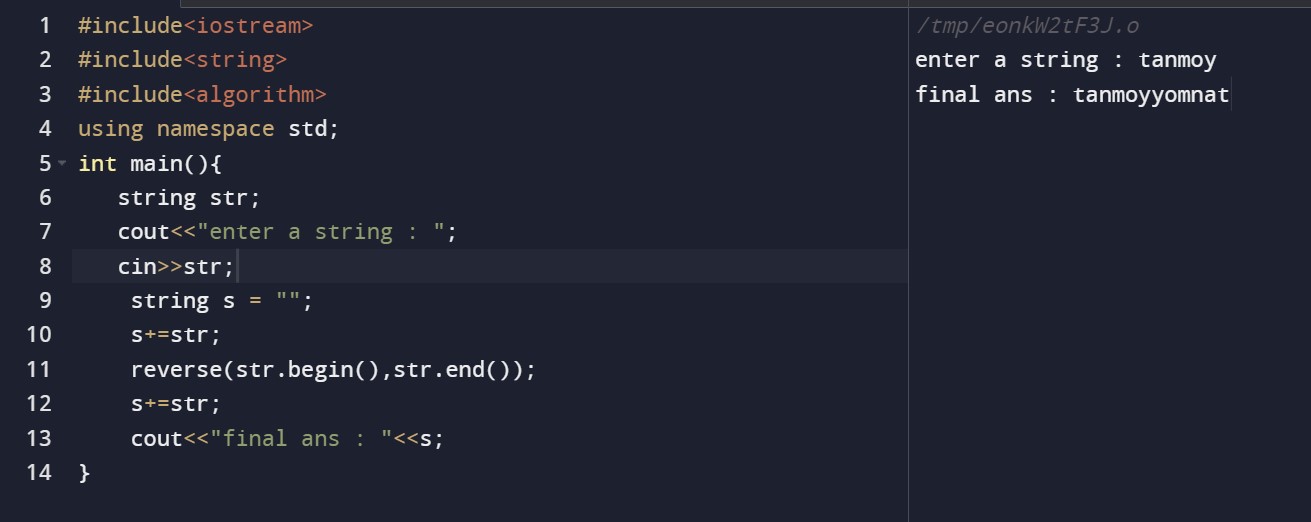 1 #include<iostream>
2 #include<string>
3 #include<algorithm>
4 using namespace std;
5 int main(){
6 string str;
7 cout<<"enter a string : ";
8 cin>>str;
9 string s = "";
10 s+=str;
11 reverse(str.begin(),str.end());
12 s+=str;
13 cout<<"final ans : "<<s;
14 }
/tmp/eonkW2tF3J.o
enter a string : tanmoy
final ans : tanmoyyomnat